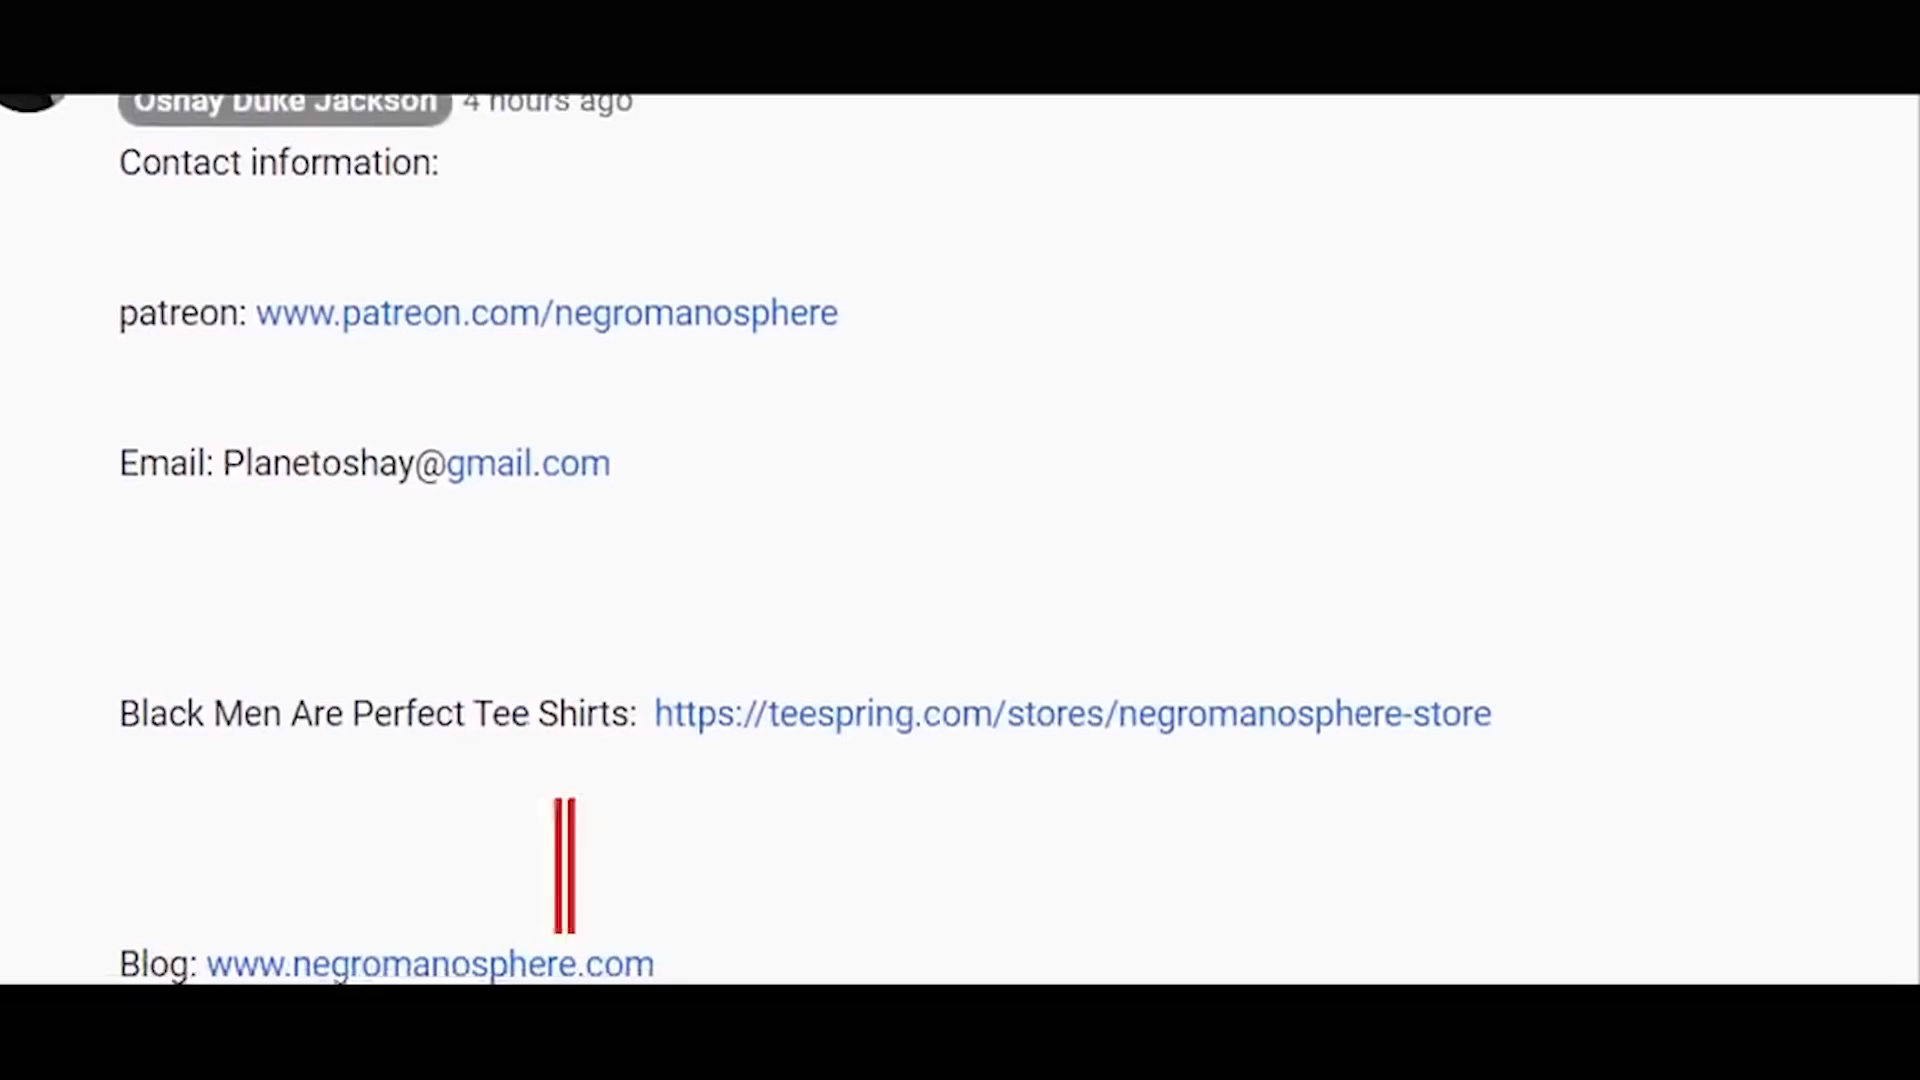 Oshay Duke Jackson 4 hours ago
Contact information:
patreon: www.patreon.com/negromanosphere
Email: Planetoshay@gmail.com
Black Men Are Perfect Tee Shirts: https://teespring.com/stores/negromanosphere-store
Blog: www.negromanosphere.com